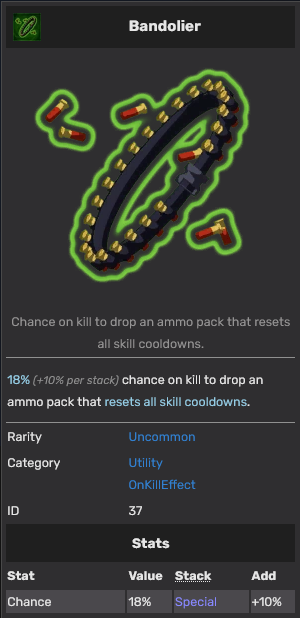 Bandolier
Chance on kill to drop an ammo pack that resets
all skill cooldowns.
18% (+10% per stack) chance on kill to drop an
ammo pack that resets all skill cooldowns.
Rarity Uncommon
Category Utility
OnKillEffect
ID 37
Stats
Stat Value Stack Add
Chance 18% Special +10%